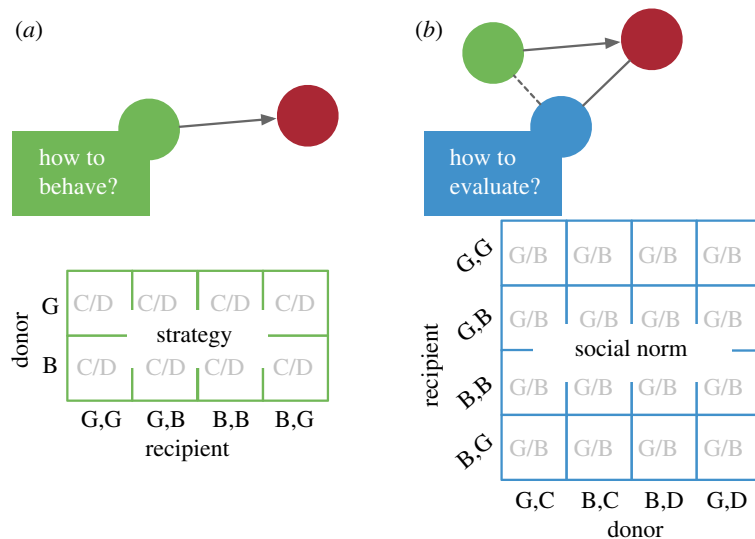 (a)
how to
behave?
donor
G
C/D C/D C/D C/D
strategy
B
C/D C/D C/D C/D
G,G G,B B,B B,G
recipient
(b)
how to
evaluate?
recipient
G,G
G/B G/B G/B G/B
G,B
G/B G/B G/B G/B
social norm
B,B
G/B G/B G/B G/B
B,G
G/B G/B G/B G/B
G,C B,C B,D G,D
donor